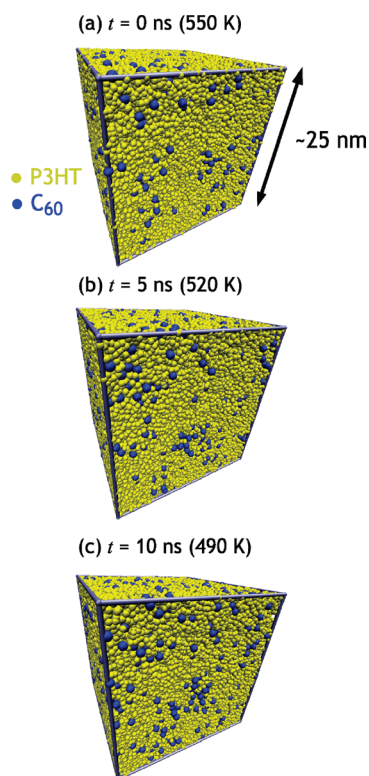 (a) t = 0 ns (550 K)
~25 nm
P3HT
C60
(b) t = 5 ns (520 K)
(c) t = 10 ns (490 K)